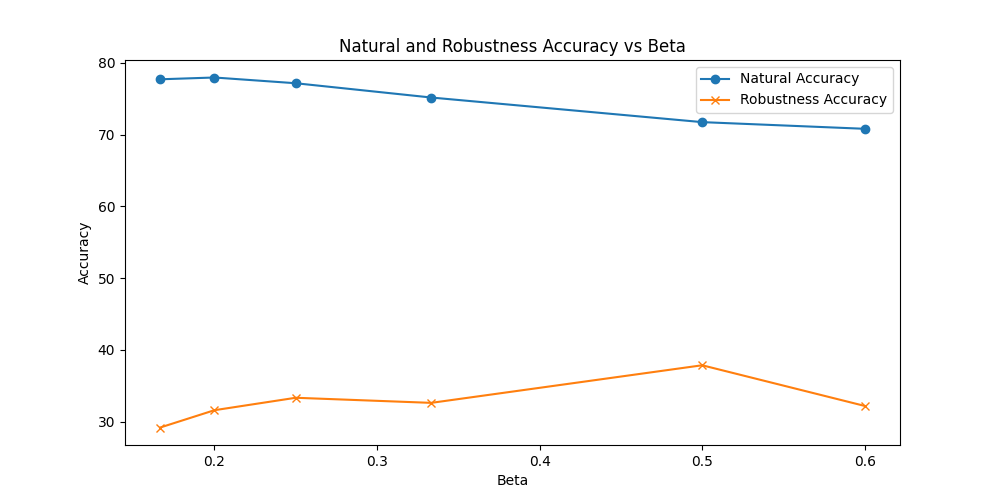 Natural and Robustness Accuracy vs Beta
Natural Accuracy
Robustness Accuracy
Accuracy
80
70
60
50
40
30
0.2 0.3 0.4 0.5 0.6
Beta